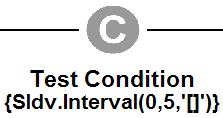 C
Test Condition
{Sldv.Interval(0,5,'[]')}